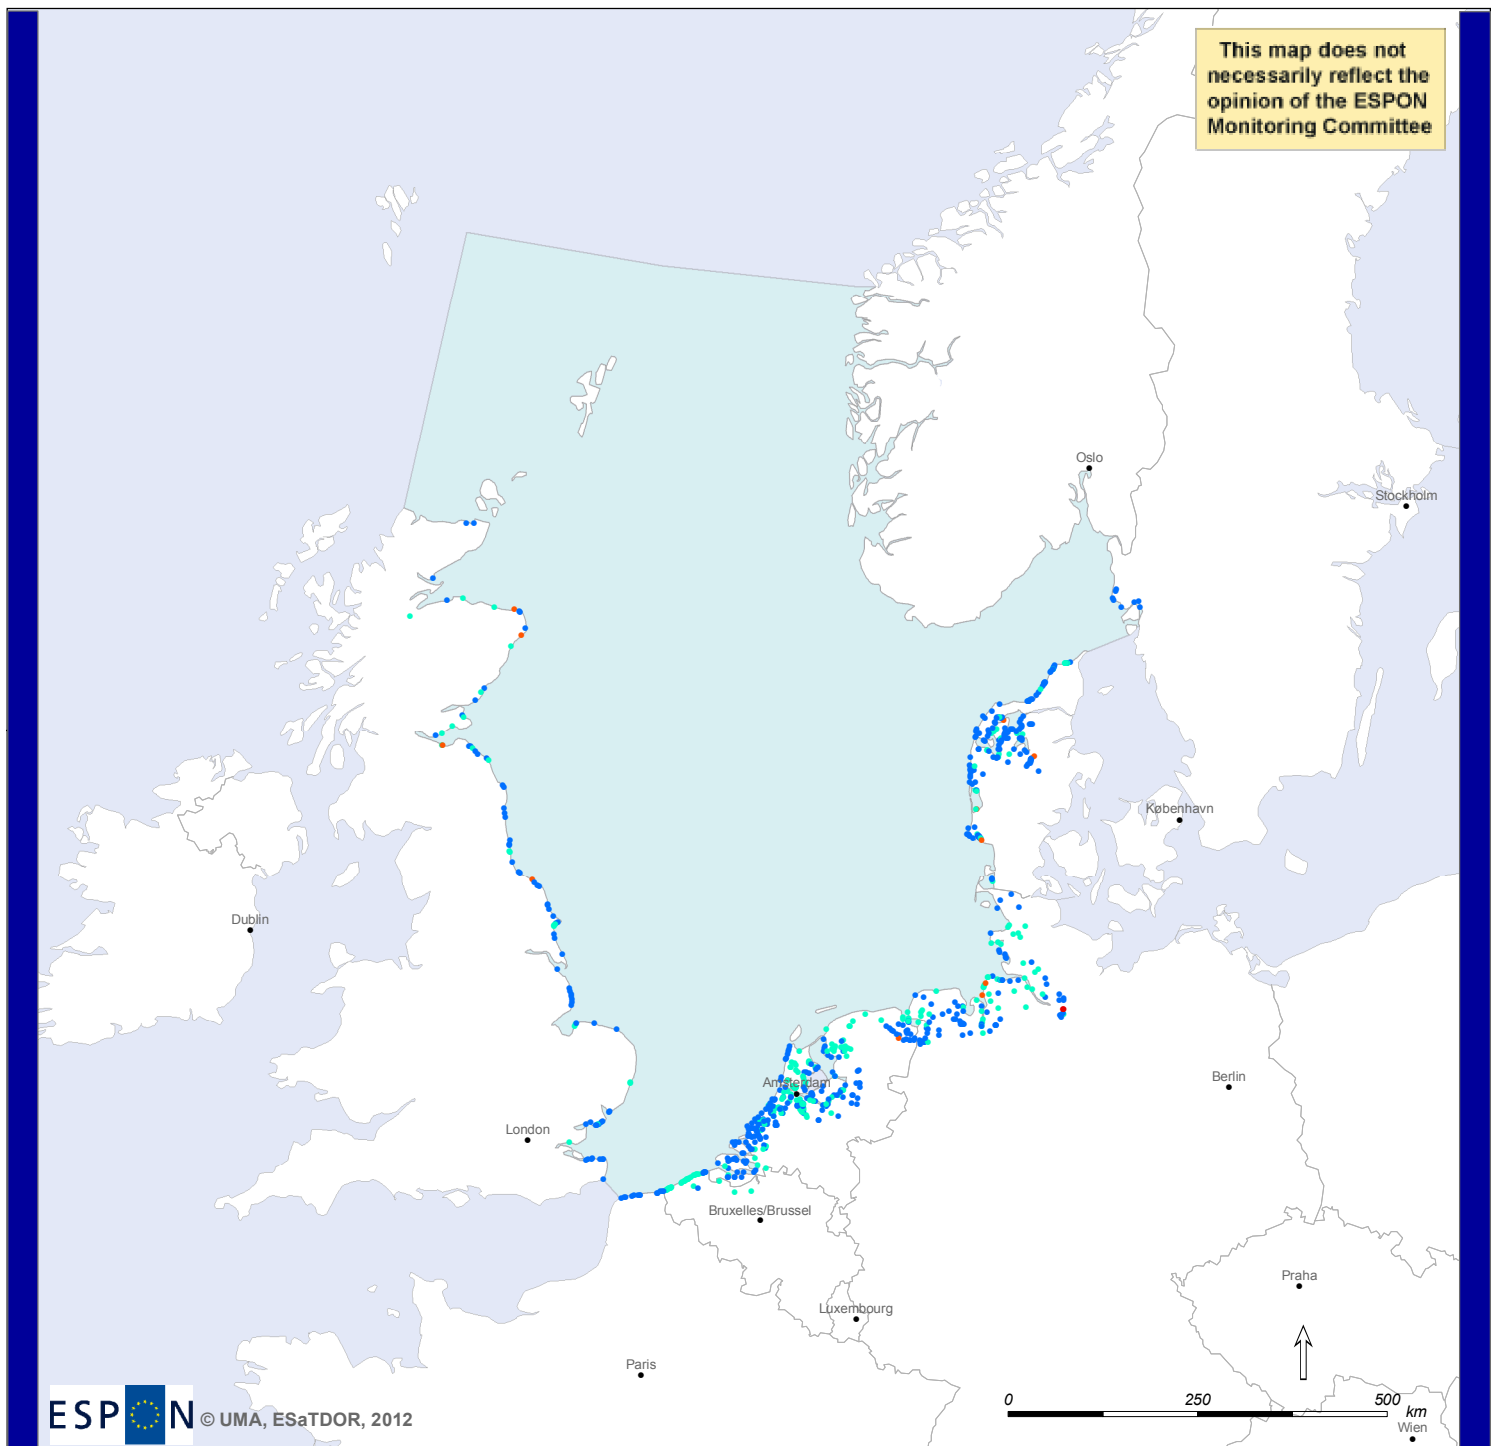 This map does not
necessarily reflect the
opinion of the ESPON
Monitoring Committee
Oslo
Stockholm
København
Dublin
Berlin
Amsterdam
London
Bruxelles/Brussel
Praha
Luxembourg
Paris
0 250 500
km
Wien
ESPON © UMA, ESaTDOR, 2012